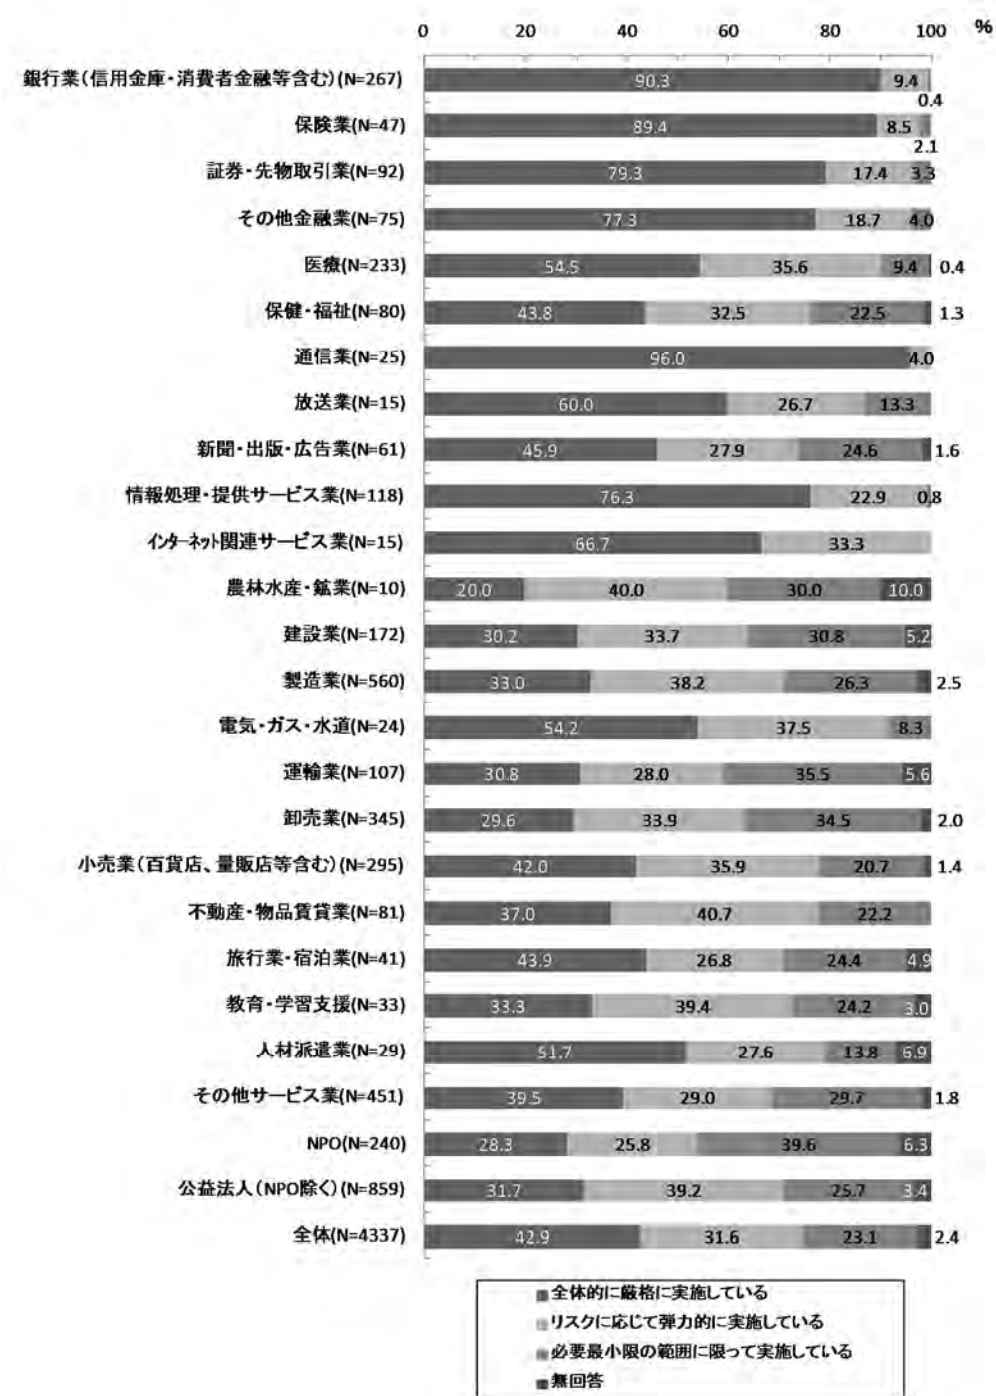 0 20 40 60 80 100 %
銀行業(信用金庫・消費者金融等含む)(N=267) 90.3 9.4 0.4
保険業(N=47) 89.4 8.5 2.1
証券・先物取引業(N=92) 79.3 17.4 3.3
その他金融業(N=75) 77.3 18.7 4.0
医療(N=233) 54.5 35.6 9.4 0.4
保健・福祉(N=80) 43.8 32.5 22.5 1.3
通信業(N=25) 96.0 4.0
放送業(N=15) 60.0 26.7 13.3
新聞・出版・広告業(N=61) 45.9 27.9 24.6 1.6
情報処理・提供サービス業(N=118) 76.3 22.9 0.8
インターネット関連サービス業(N=15) 66.7 33.3
農林水産・鉱業(N=10) 20.0 40.0 30.0 10.0
建設業(N=172) 30.2 33.7 30.8 5.2
製造業(N=560) 33.0 38.2 26.3 2.5
電気・ガス・水道(N=24) 54.2 37.5 8.3
運輸業(N=107) 30.8 28.0 35.5 5.6
卸売業(N=345) 29.6 33.9 34.5 2.0
小売業(百貨店、量販店等含む)(N=295) 42.0 35.9 20.7 1.4
不動産・物品賃貸業(N=81) 37.0 40.7 22.2
旅行業・宿泊業(N=41) 43.9 26.8 24.4 4.9
教育・学習支援(N=33) 33.3 39.4 24.2 3.0
人材派遣業(N=29) 51.7 27.6 13.8 6.9
その他サービス業(N=451) 39.5 29.0 29.7 1.8
NPO(N=240) 28.3 25.8 39.6 6.3
公益法人(NPO除く)(N=859) 31.7 39.2 25.7 3.4
全体(N=4337) 42.9 31.6 23.1 2.4
全体的に厳格に実施している
リスクに応じて弾力的に実施している
必要最小限の範囲に限って実施している
無回答